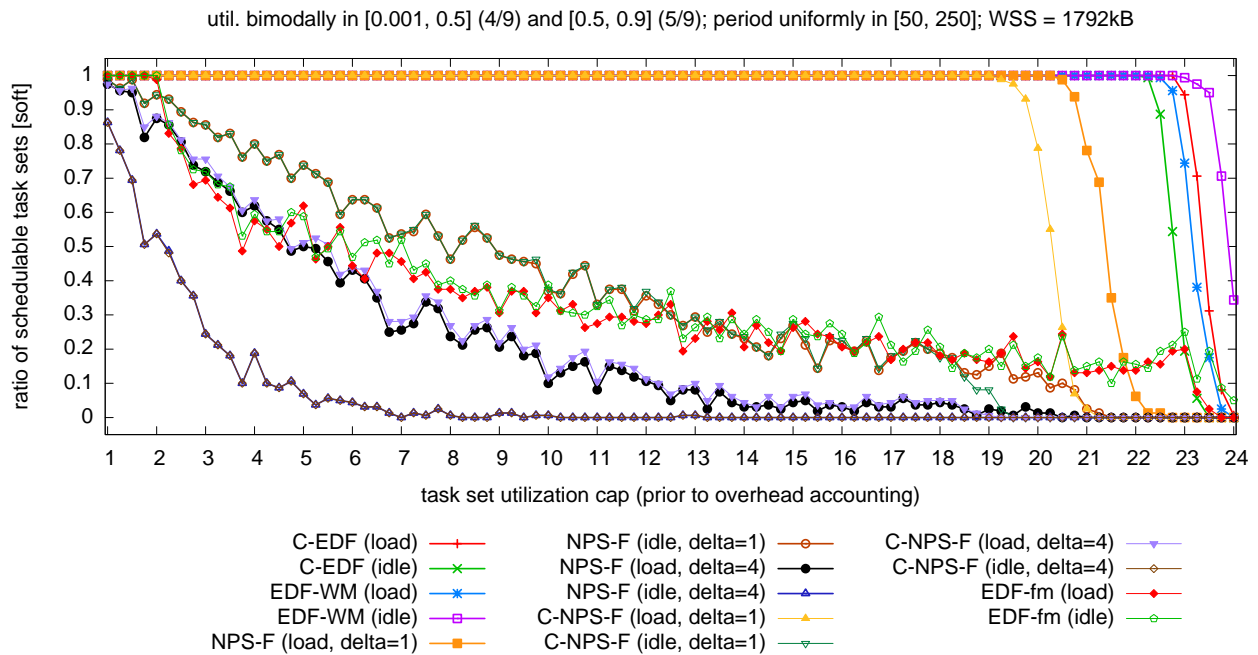 util. bimodally in [0.001, 0.5] (4/9) and [0.5, 0.9] (5/9); period uniformly in [50, 250]; WSS = 1792kB
ratio of schedulable task sets [soft]
1
0.9
0.8
0.7
0.6
0.5
0.4
0.3
0.2
0.1
0
1 2 3 4 5 6 7 8 9 10 11 12 13 14 15 16 17 18 19 20 21 22 23 24
task set utilization cap (prior to overhead accounting)
C-EDF (load)
C-EDF (idle)
EDF-WM (load)
EDF-WM (idle)
NPS-F (load, delta=1)
NPS-F (idle, delta=1)
NPS-F (load, delta=4)
NPS-F (idle, delta=4)
C-NPS-F (load, delta=1)
C-NPS-F (idle, delta=1)
C-NPS-F (load, delta=4)
C-NPS-F (idle, delta=4)
EDF-fm (load)
EDF-fm (idle)